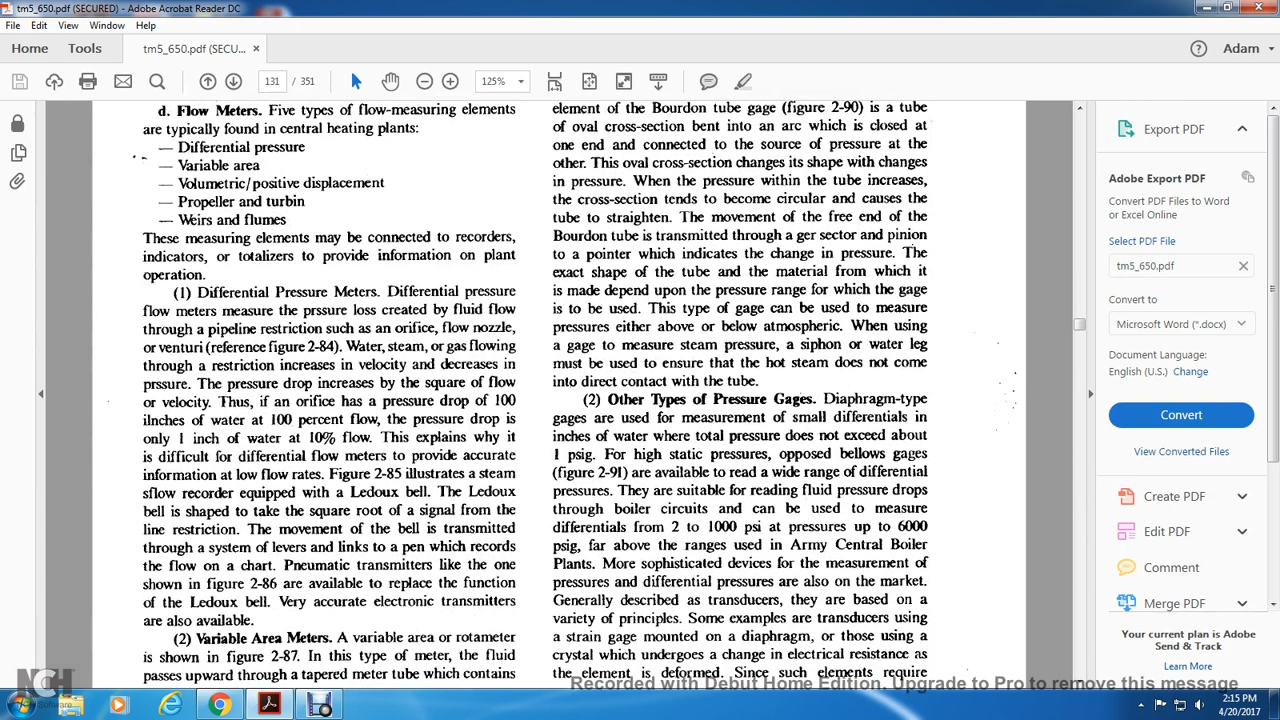 tm5_650.pdf (SECURED) - Adobe Acrobat Reader DC
File Edit View Window Help
Home Tools tm5_650.pdf (SECU... × Adam
131 / 351 125%
d. Flow Meters. Five types of flow-measuring elements
are typically found in central heating plants:
— Differential pressure
— Variable area
— Volumetric/positive displacement
— Propeller and turbin
— Weirs and flumes
These measuring elements may be connected to recorders,
indicators, or totalizers to provide information on plant
operation.
(1) Differential Pressure Meters. Differential pressure
flow meters measure the prssure loss created by fluid flow
through a pipeline restriction such as an orifice, flow nozzle,
or venturi (reference figure 2-84). Water, steam, or gas flowing
through a restriction increases in velocity and decreases in
prssure. The pressure drop increases by the square of flow
or velocity. Thus, if an orifice has a pressure drop of 100
ilnches of water at 100 percent flow, the pressure drop is
only 1 inch of water at 10% flow. This explains why it
is difficult for differential flow meters to provide accurate
information at low flow rates. Figure 2-85 illustrates a steam
sflow recorder equipped with a Ledoux bell. The Ledoux
bell is shaped to take the square root of a signal from the
line restriction. The movement of the bell is transmitted
through a system of levers and links to a pen which records
the flow on a chart. Pneumatic transmitters like the one
shown in figure 2-86 are available to replace the function
of the Ledoux bell. Very accurate electronic transmitters
are also available.
(2) Variable Area Meters. A variable area or rotameter
is shown in figure 2-87. In this type of meter, the fluid
passes upward through a tapered meter tube which contains
element of the Bourdon tube gage (figure 2-90) is a tube
of oval cross-section bent into an arc which is closed at
one end and connected to the source of pressure at the
other. This oval cross-section changes its shape with changes
in pressure. When the pressure within the tube increases,
the cross-section tends to become circular and causes the
tube to straighten. The movement of the free end of the
Bourdon tube is transmitted through a ger sector and pinion
to a pointer which indicates the change in pressure. The
exact shape of the tube and the material from which it
is made depend upon the pressure range for which the gage
is to be used. This type of gage can be used to measure
pressures either above or below atmospheric. When using
a gage to measure steam pressure, a siphon or water leg
must be used to ensure that the hot steam does not come
into direct contact with the tube.
(2) Other Types of Pressure Gages. Diaphragm-type
gages are used for measurement of small differentials in
inches of water where total pressure does not exceed about
1 psig. For high static pressures, opposed bellows gages
(figure 2-91) are available to read a wide range of differential
pressures. They are suitable for reading fluid pressure drops
through boiler circuits and can be used to measure
differentials from 2 to 1000 psi at pressures up to 6000
psig, far above the ranges used in Army Central Boiler
Plants. More sophisticated devices for the measurement of
pressures and differential pressures are also on the market.
Generally described as transducers, they are based on a
variety of principles. Some examples are transducers using
a strain gage mounted on a diaphragm, or those using a
crystal which undergoes a change in electrical resistance as
the element is deformed. Since such elements require
Export PDF
Adobe Export PDF
Convert PDF Files to Word
or Excel Online
Select PDF File
tm5_650.pdf
Convert to
Microsoft Word (*.docx)
Document Language:
English (U.S.) Change
Convert
View Converted Files
Create PDF
Edit PDF
Comment
Merge PDF
Your current plan is Adobe
Send & Track
Learn More
NCH Software
Recorded with Debut Home Edition. Upgrade to Pro to remove this message
2:15 PM
4/20/2017